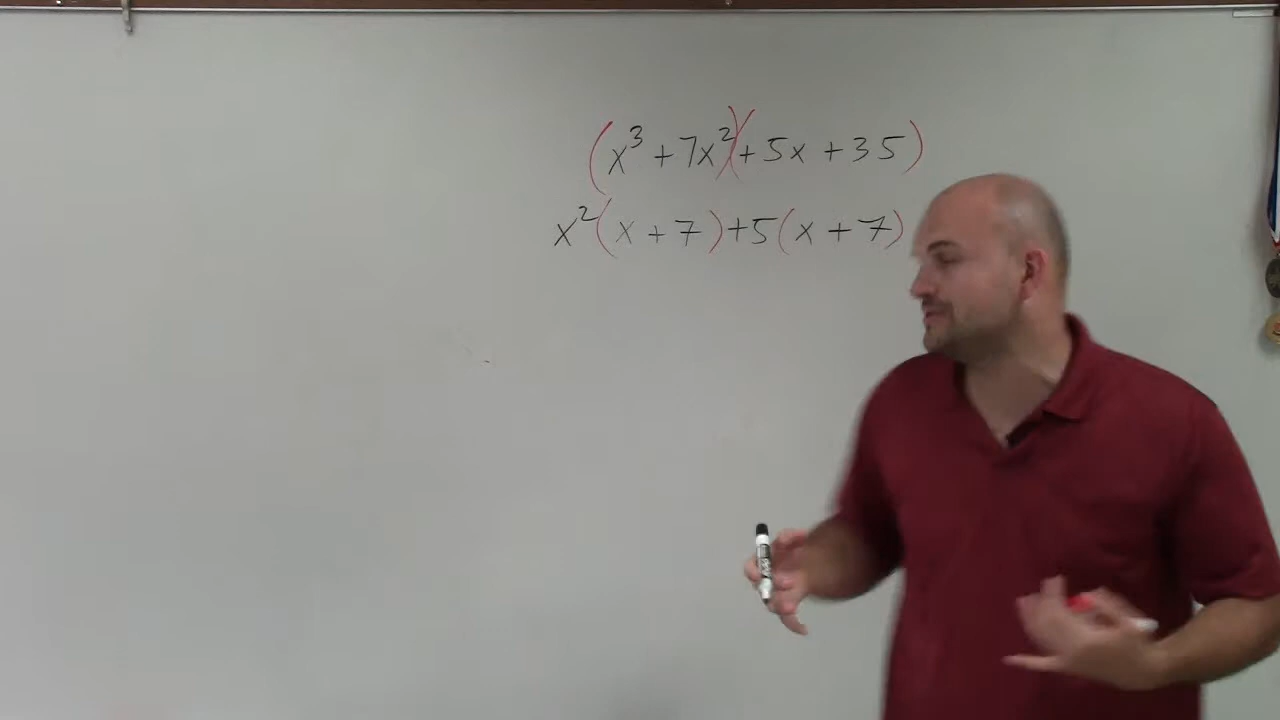 (x³ + 7x²)(+ 5x + 35)
x²(x + 7) + 5(x + 7)